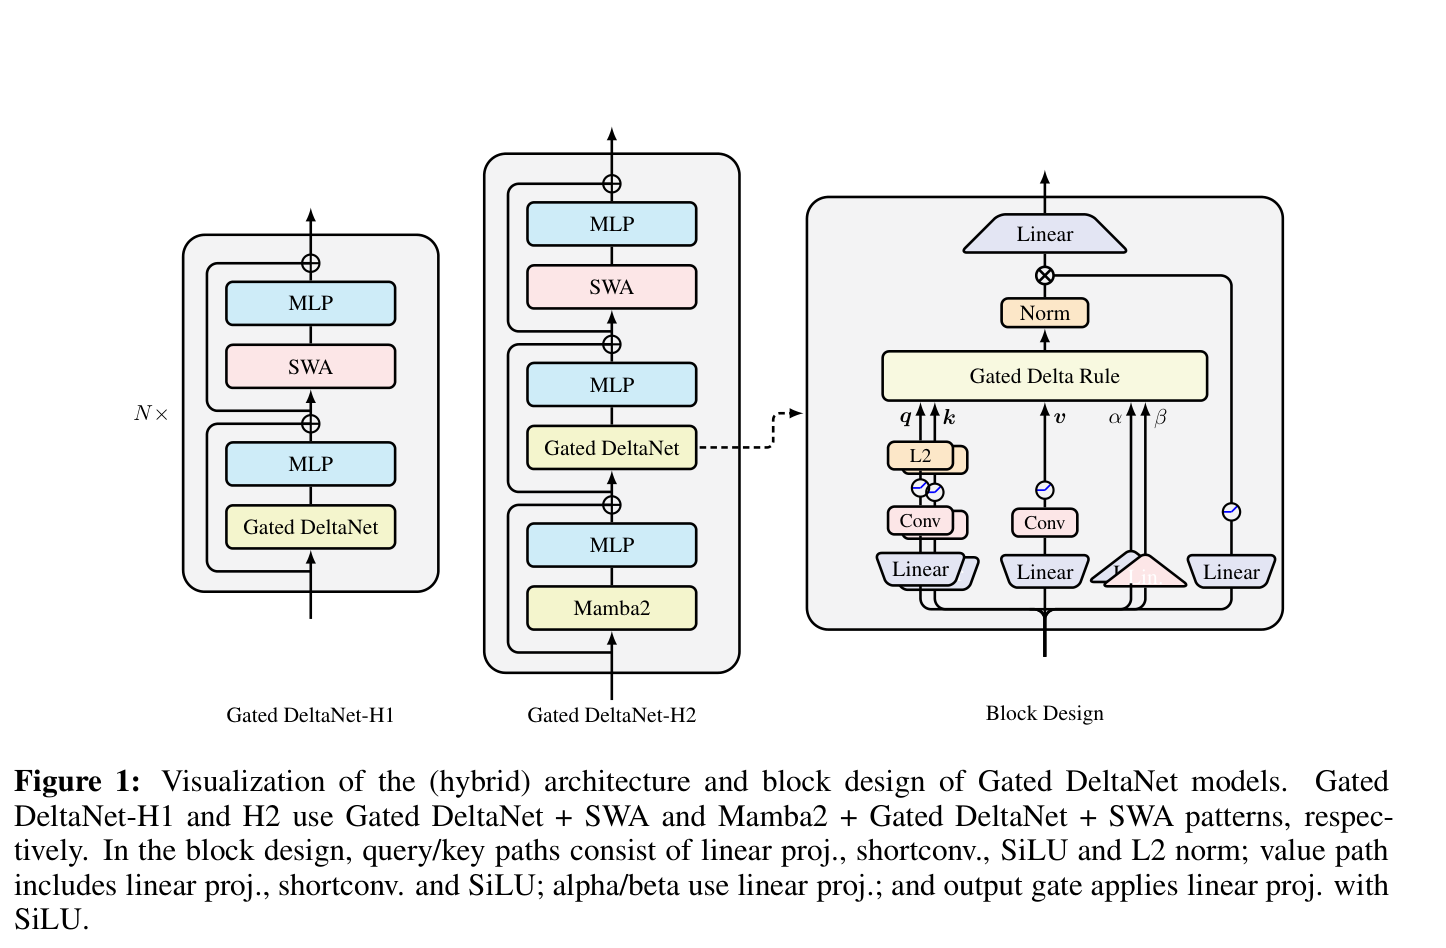 N×
MLP
SWA
MLP
Gated DeltaNet
Gated DeltaNet-H1
MLP
SWA
MLP
Gated DeltaNet
MLP
Mamba2
Gated DeltaNet-H2
Linear
Norm
Gated Delta Rule
q k v α β
L2
Conv Conv
Linear Linear Lin. Linear
Block Design
Figure 1: Visualization of the (hybrid) architecture and block design of Gated DeltaNet models. Gated
DeltaNet-H1 and H2 use Gated DeltaNet + SWA and Mamba2 + Gated DeltaNet + SWA patterns, respec-
tively. In the block design, query/key paths consist of linear proj., shortconv., SiLU and L2 norm; value path
includes linear proj., shortconv. and SiLU; alpha/beta use linear proj.; and output gate applies linear proj. with
SiLU.